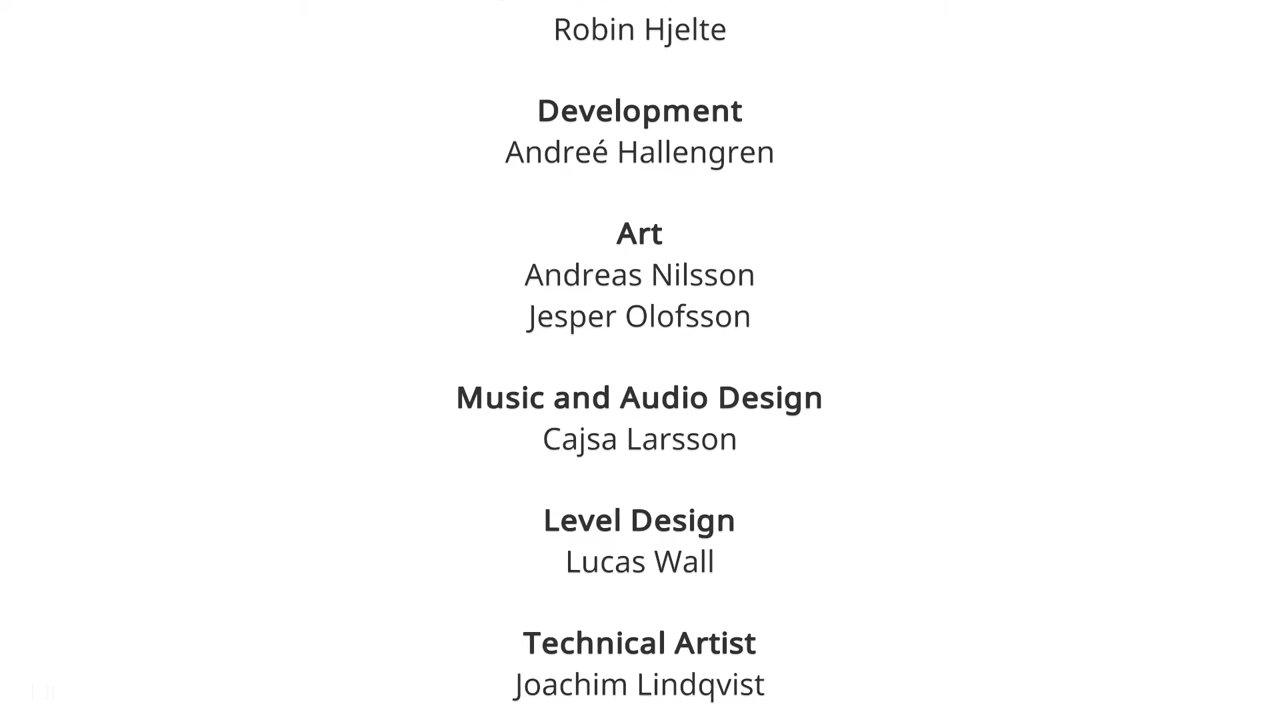 Robin Hjelte
Development
Andreé Hallengren
Art
Andreas Nilsson
Jesper Olofsson
Music and Audio Design
Cajsa Larsson
Level Design
Lucas Wall
Technical Artist
Joachim Lindqvist